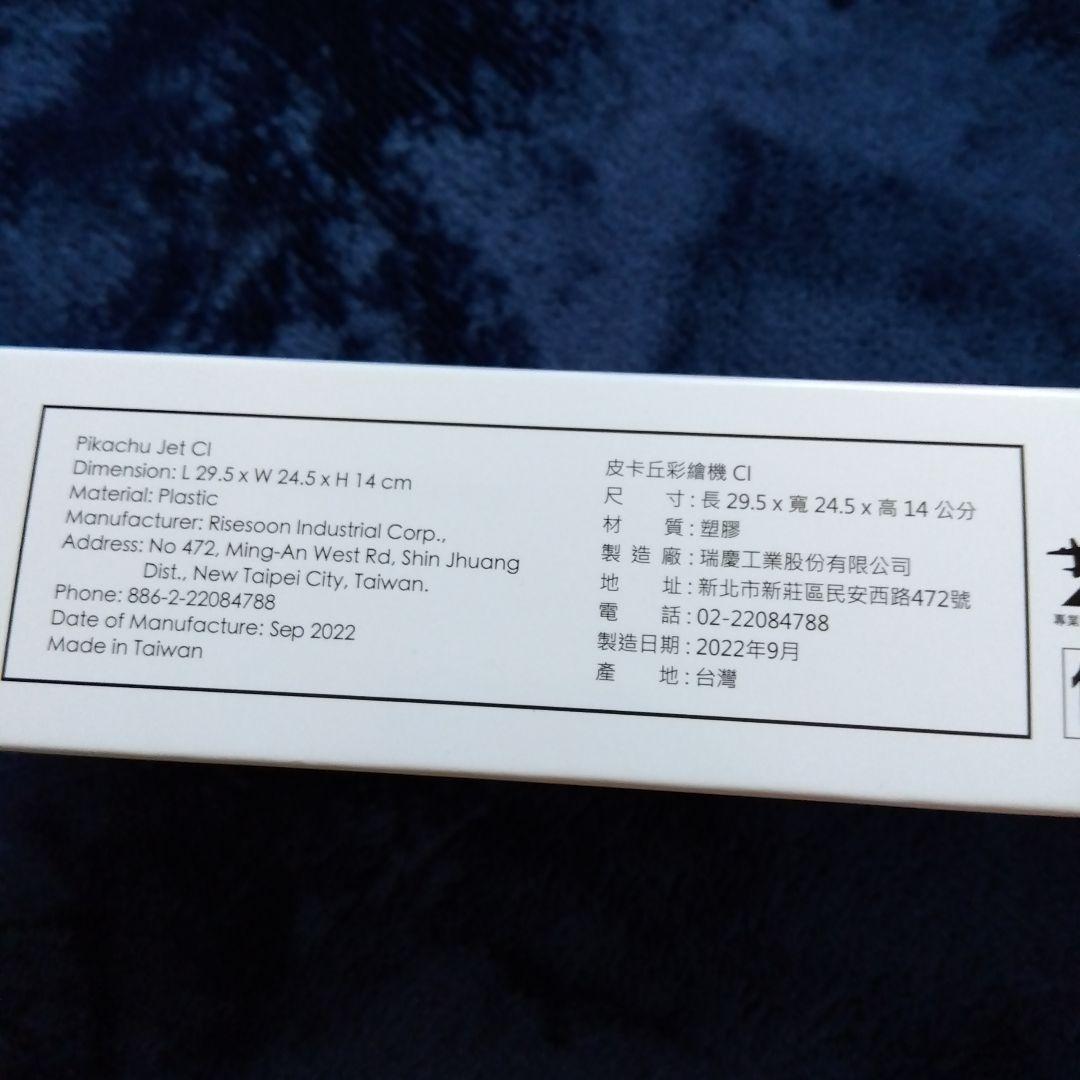 Pikachu Jet CI
Dimension: L 29.5 x W 24.5 x H 14 cm
Material: Plastic
Manufacturer: Risesoon Industrial Corp.,
Address: No 472, Ming-An West Rd, Shin Jhuang
Dist., New Taipei City, Taiwan.
Phone: 886-2-22084788
Date of Manufacture: Sep 2022
Made in Taiwan
皮卡丘彩繪機 CI
尺 寸 : 長 29.5 x 寬 24.5 x 高 14 公分
材 質 : 塑膠
製 造 廠 : 瑞慶工業股份有限公司
地 址 : 新北市新莊區民安西路472號
電 話 : 02-22084788
製造日期 : 2022年9月
產 地 : 台灣
專業